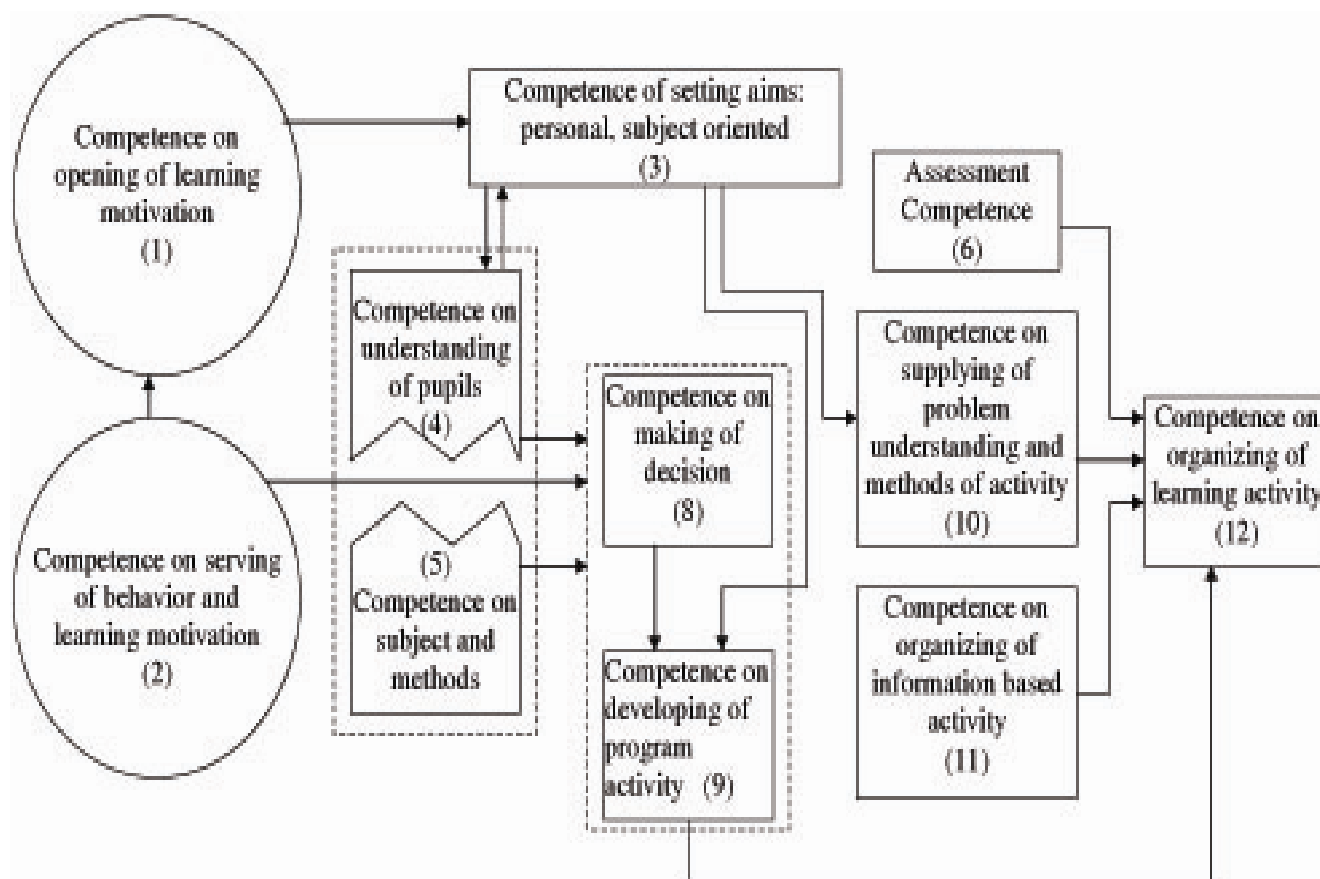 Competence on
opening of learning
motivation
(1)
Competence of setting aims:
personal, subject oriented
(3)
Assessment
Competence
(6)
Competence on
understanding
of pupils
(4)
Competence on
making of
decision
(8)
Competence on
supplying of
problem
understanding and
methods of activity
(10)
Competence on
organizing of
learning activity
(12)
Competence on serving
of behavior and
learning motivation
(2)
(5)
Competence on
subject and
methods
Competence on
developing of
program
activity (9)
Competence on
organizing of
information based
activity
(11)